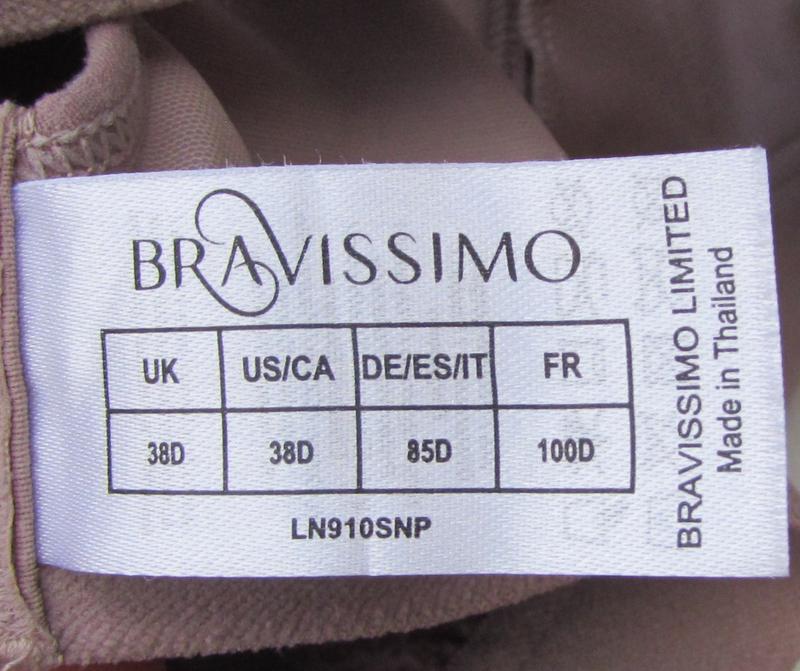 BRAVISSIMO
UK US/CA DE/ES/IT FR
38D 38D 85D 100D
LN910SNP
BRAVISSIMO LIMITED
Made in Thailand